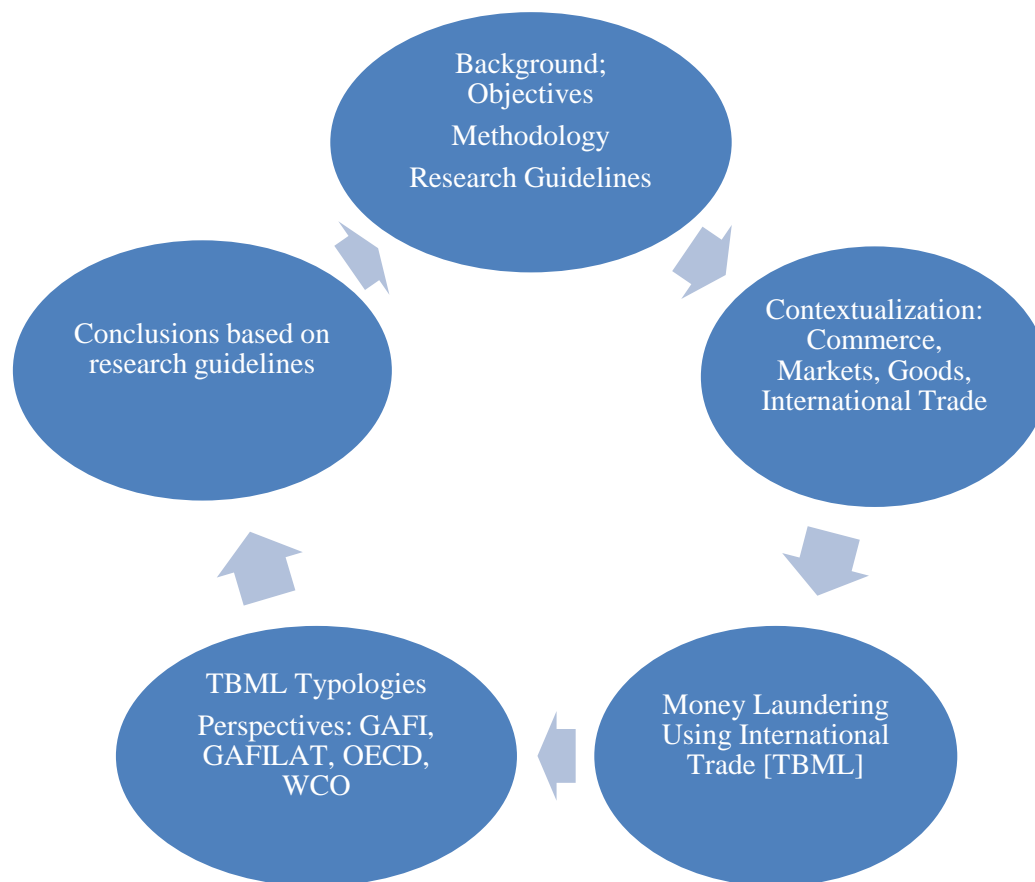 Background;
Objectives
Methodology
Research Guidelines
Contextualization:
Commerce,
Markets, Goods,
International Trade
Money Laundering
Using International
Trade [TBML]
TBML Typologies
Perspectives: GAFI,
GAFILAT, OECD,
WCO
Conclusions based on
research guidelines